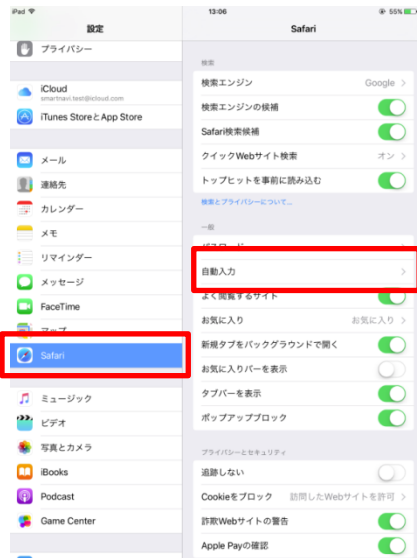 iPad
13:06
55%
設定
Safari
プライバシー
iCloud
smartnavi.test@icloud.com
iTunes StoreとApp Store
メール
連絡先
カレンダー
メモ
リマインダー
メッセージ
FaceTime
マップ
Safari
ミュージック
ビデオ
写真とカメラ
iBooks
Podcast
Game Center
検索
検索エンジン Google
検索エンジンの候補
Safari検索候補
クイックWebサイト検索 オン
トップヒットを事前に読み込む
検索とプライバシーについて...
一般
パスワード
自動入力
よく閲覧するサイト
お気に入り お気に入り
新規タブをバックグラウンドで開く
お気に入りバーを表示
タブバーを表示
ポップアップブロック
プライバシーとセキュリティ
追跡しない
Cookieをブロック 訪問したWebサイトを許可
詐欺Webサイトの警告
Apple Payの確認